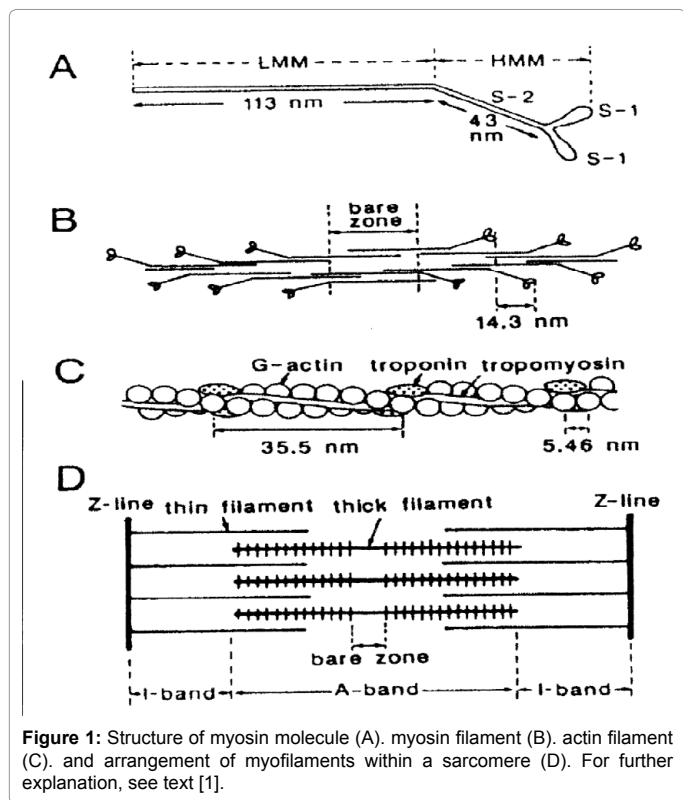 A
LMM
HMM
113 nm
S-2
43 nm
S-1
S-1
B
bare zone
14.3 nm
C
G-actin
troponin
tropomyosin
35.5 nm
5.46 nm
D
Z-line
thin filament
thick filament
Z-line
bare zone
I-band
A-band
I-band
Figure 1: Structure of myosin molecule (A). myosin filament (B). actin filament
(C). and arrangement of myofilaments within a sarcomere (D). For further
explanation, see text [1].